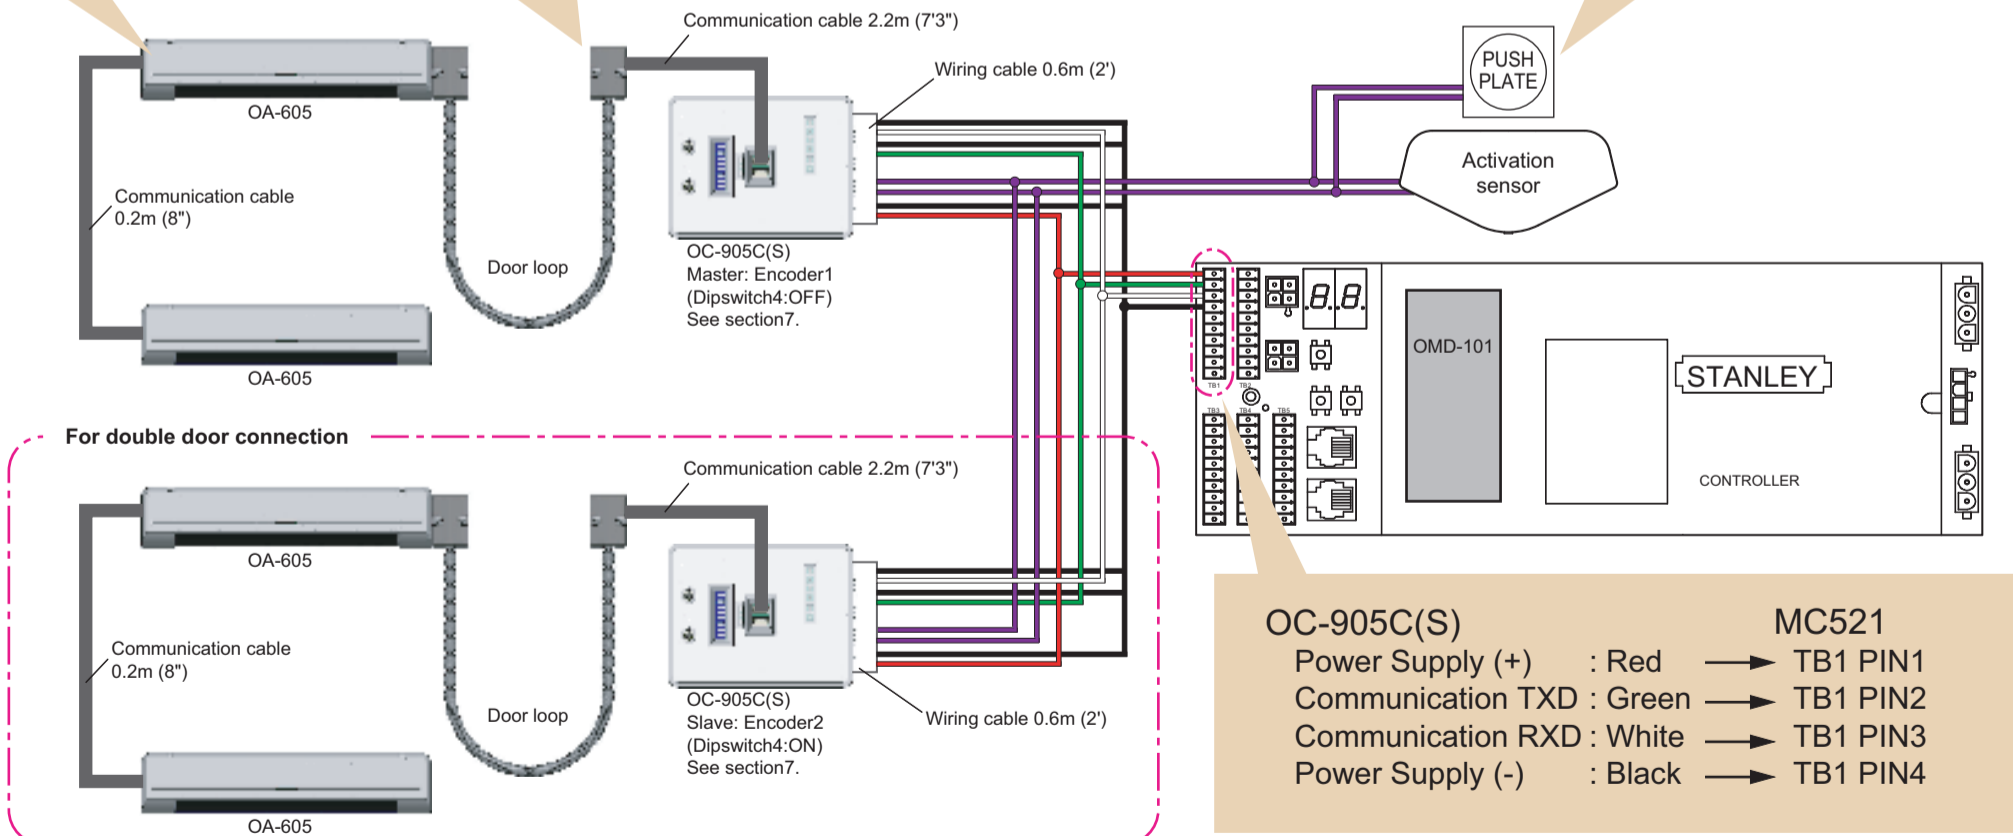 Communication cable 2.2m (7'3")
Wiring cable 0.6m (2')
PUSH
PLATE
OA-605
Activation
sensor
Communication cable
0.2m (8")
Door loop
OC-905C(S)
Master: Encoder1
(Dipswitch4:OFF)
See section7.
OA-605
8.8
OMD-101
STANLEY
TB1
TB2
TB3
TB4
TB5
CONTROLLER
For double door connection
Communication cable 2.2m (7'3")
OA-605
Communication cable
0.2m (8")
Door loop
OC-905C(S)
Slave: Encoder2
(Dipswitch4:ON)
See section7.
Wiring cable 0.6m (2')
OA-605
OC-905C(S) MC521
Power Supply (+) : Red → TB1 PIN1
Communication TXD : Green → TB1 PIN2
Communication RXD : White → TB1 PIN3
Power Supply (-) : Black → TB1 PIN4